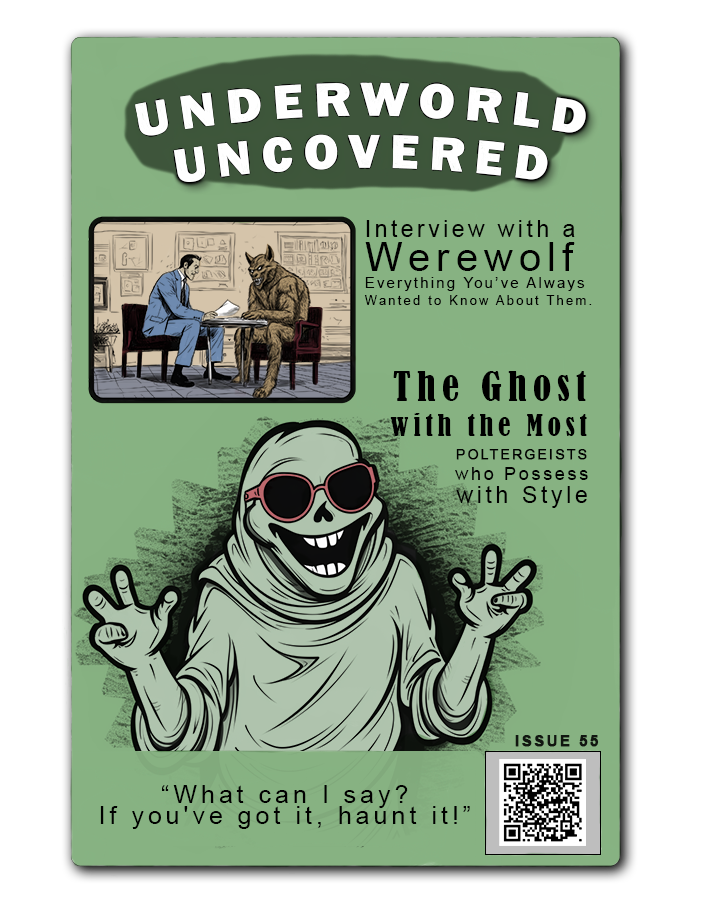 UNDERWORLD
UNCOVERED
Interview with a
Werewolf
Everything You've Always
Wanted to Know About Them.
The Ghost
with the Most
POLTERGEISTS
who Possess
with Style
ISSUE 55
“What can I say?
If you've got it, haunt it!”